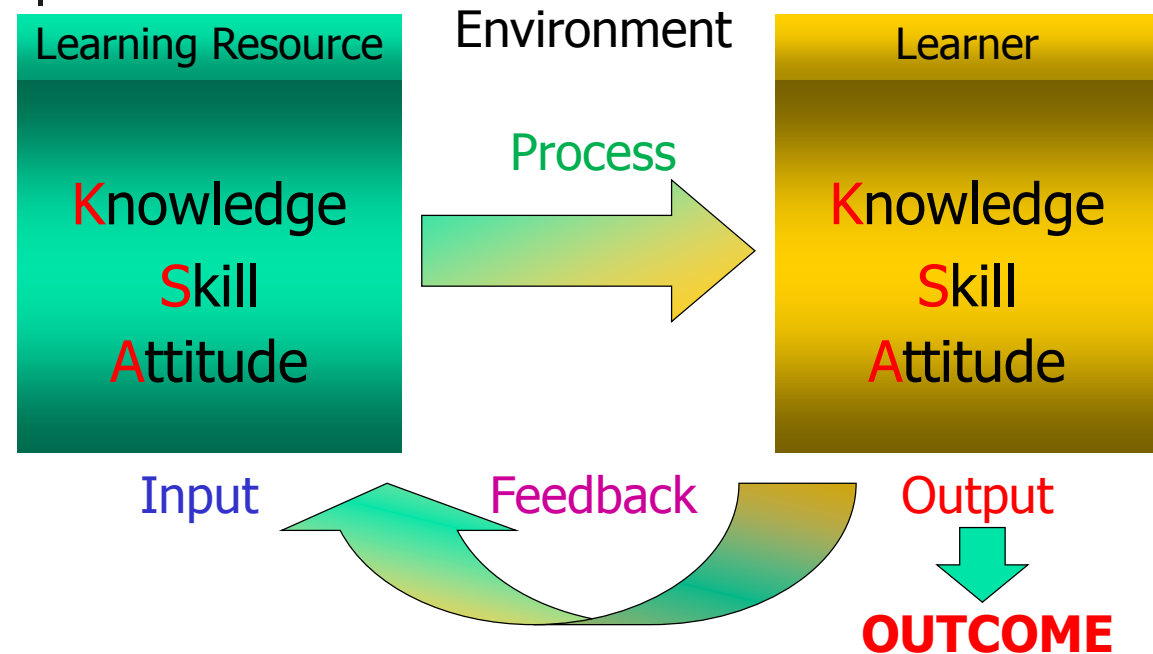 Learning Resource
Environment
Learner
Process
Knowledge
Skill
Attitude
Knowledge
Skill
Attitude
Input
Feedback
Output
OUTCOME